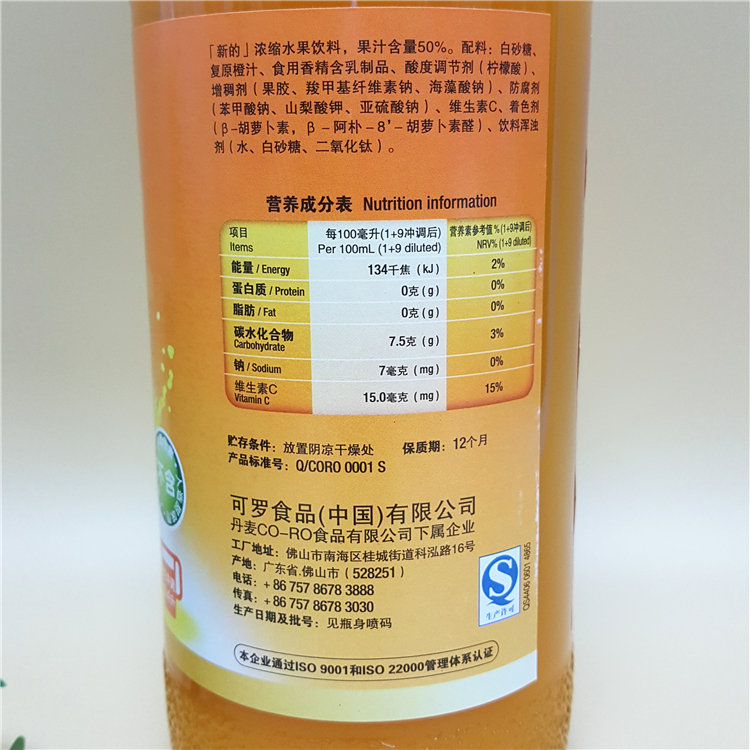 「新的」浓缩水果饮料，果汁含量50%。配料：白砂糖、
复原橙汁、食用香精含乳制品、酸度调节剂（柠檬酸）、
增稠剂（果胶、羧甲基纤维素钠、海藻酸钠）、防腐剂
（苯甲酸钠、山梨酸钾、亚硫酸钠）、维生素C、着色剂
（β-胡萝卜素，β-阿朴-8'-胡萝卜素醛）、饮料浑浊
剂（水、白砂糖、二氧化钛）。
营养成分表 Nutrition information
项目 每100毫升(1+9冲调后) 营养素参考值%(1+9冲调后)
Items Per 100mL (1+9 diluted) NRV% (1+9 diluted)
能量 / Energy 134千焦（kJ） 2%
蛋白质 / Protein 0克（g） 0%
脂肪 / Fat 0克（g） 0%
碳水化合物 7.5克（g） 3%
Carbohydrate
钠 / Sodium 7毫克（mg） 0%
维生素C 15.0毫克（mg） 15%
Vitamin C
贮存条件：放置阴凉干燥处 保质期：12个月
产品标准号：Q/CORO 0001 S
可罗食品(中国)有限公司
丹麦CO-RO食品有限公司下属企业
工厂地址：佛山市南海区桂城街道科泓路16号
产地：广东省.佛山市（528251）
电话：+86 757 8678 3888
传真：+86 757 8678 3030
生产日期及批号：见瓶身喷码
生产许可
QS4406 0601 4865
本企业通过ISO 9001和ISO 22000管理体系认证
不含